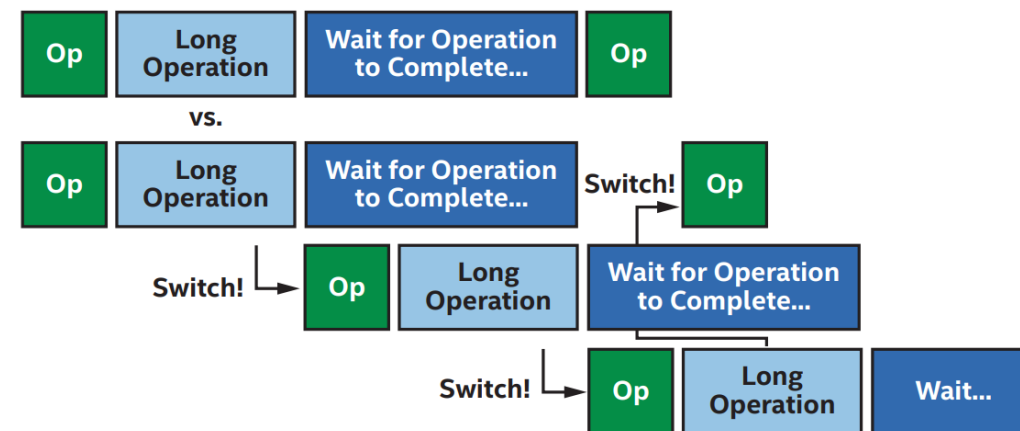 Op
Long
Operation
Wait for Operation
to Complete...
Op
vs.
Op
Long
Operation
Wait for Operation
to Complete...
Switch!
Op
Switch!
Op
Long
Operation
Wait for Operation
to Complete...
Switch!
Op
Long
Operation
Wait...